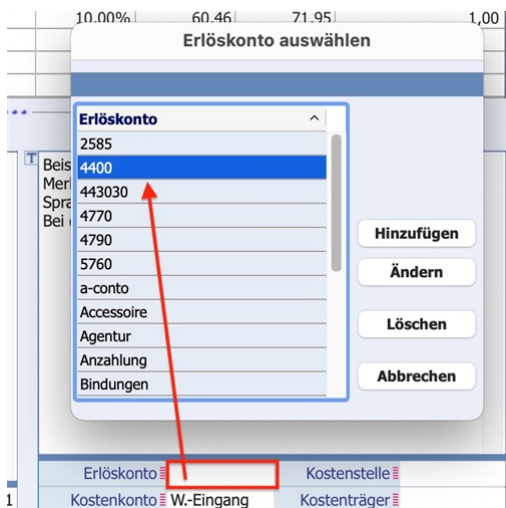 10.00% 60.46 71.95 1,00
Erlöskonto auswählen
Erlöskonto
2585
4400
443030
4770
4790
5760
a-conto
Accessoire
Agentur
Anzahlung
Bindungen
Hinzufügen
Ändern
Löschen
Abbrechen
T
Beis
Mer
Spra
Bei
Erlöskonto Kostenstelle
1 Kostenkonto W.-Eingang Kostenträger